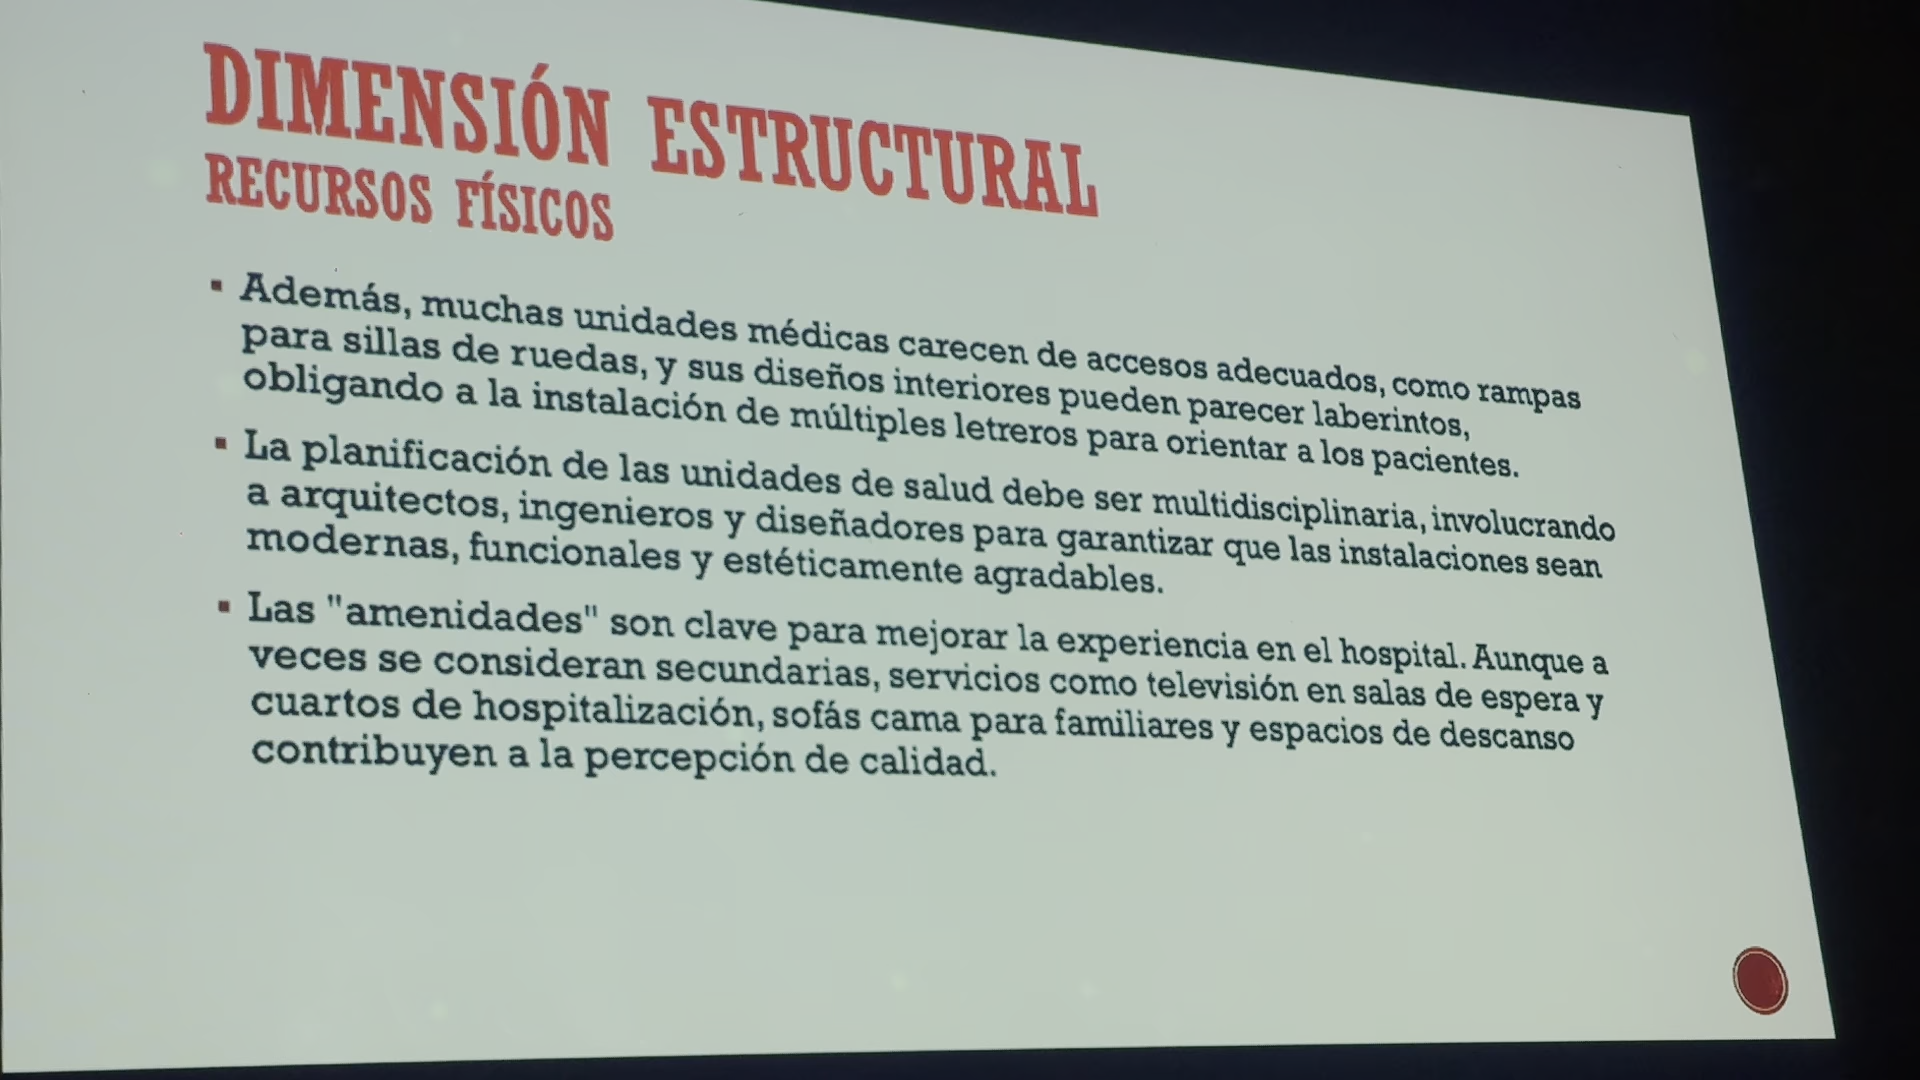 DIMENSIÓN ESTRUCTURAL
RECURSOS FÍSICOS
▪ Además, muchas unidades médicas carecen de accesos adecuados, como rampas
para sillas de ruedas, y sus diseños interiores pueden parecer laberintos,
obligando a la instalación de múltiples letreros para orientar a los pacientes.
▪ La planificación de las unidades de salud debe ser multidisciplinaria, involucrando
a arquitectos, ingenieros y diseñadores para garantizar que las instalaciones sean
modernas, funcionales y estéticamente agradables.
▪ Las "amenidades" son clave para mejorar la experiencia en el hospital. Aunque a
veces se consideran secundarias, servicios como televisión en salas de espera y
cuartos de hospitalización, sofás cama para familiares y espacios de descanso
contribuyen a la percepción de calidad.